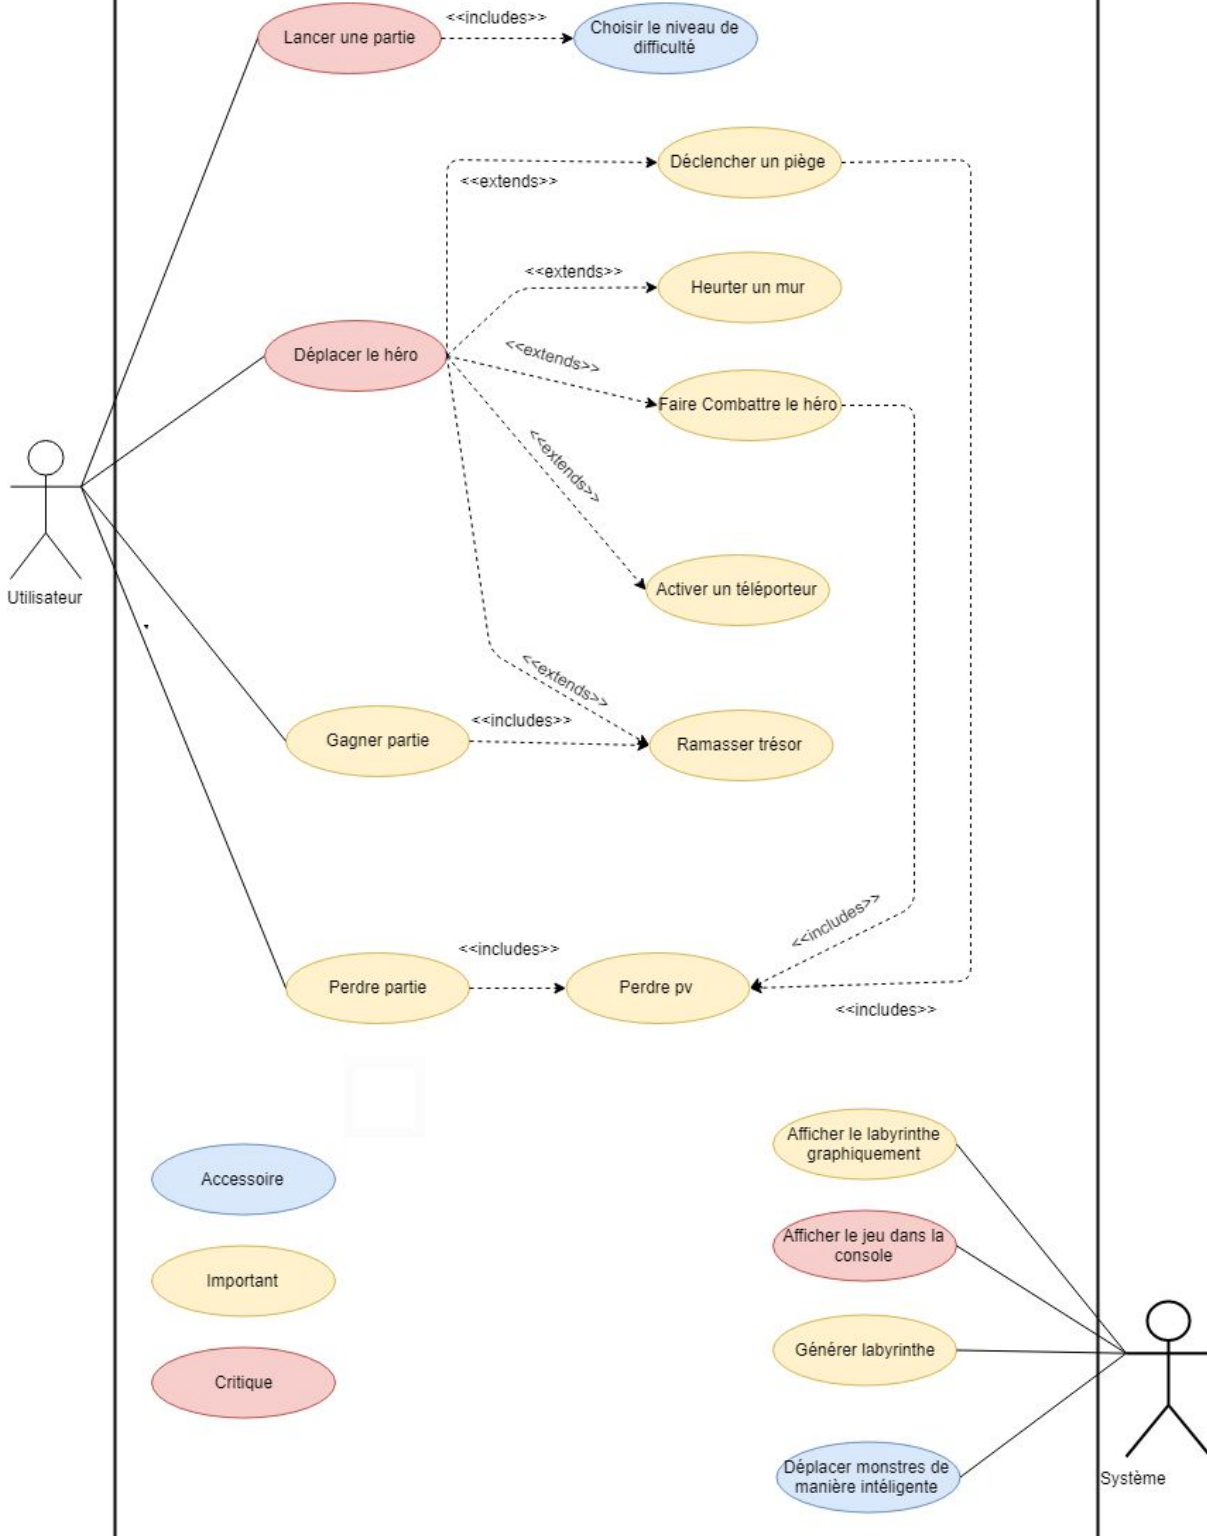 <<includes>>
Lancer une partie
Choisir le niveau de
difficulté
Déclencher un piège
<<extends>>
<<extends>>
Heurter un mur
<<extends>>
Déplacer le héro
Faire Combattre le héro
<<extends>>
Activer un téléporteur
Utilisateur
<<extends>>
<<includes>>
Gagner partie
Ramasser trésor
<<includes>>
<<includes>>
Perdre partie
Perdre pv
<<includes>>
Afficher le labyrinthe
graphiquement
Accessoire
Afficher le jeu dans la
console
Important
Générer labyrinthe
Critique
Déplacer monstres de
manière intéligente
Système